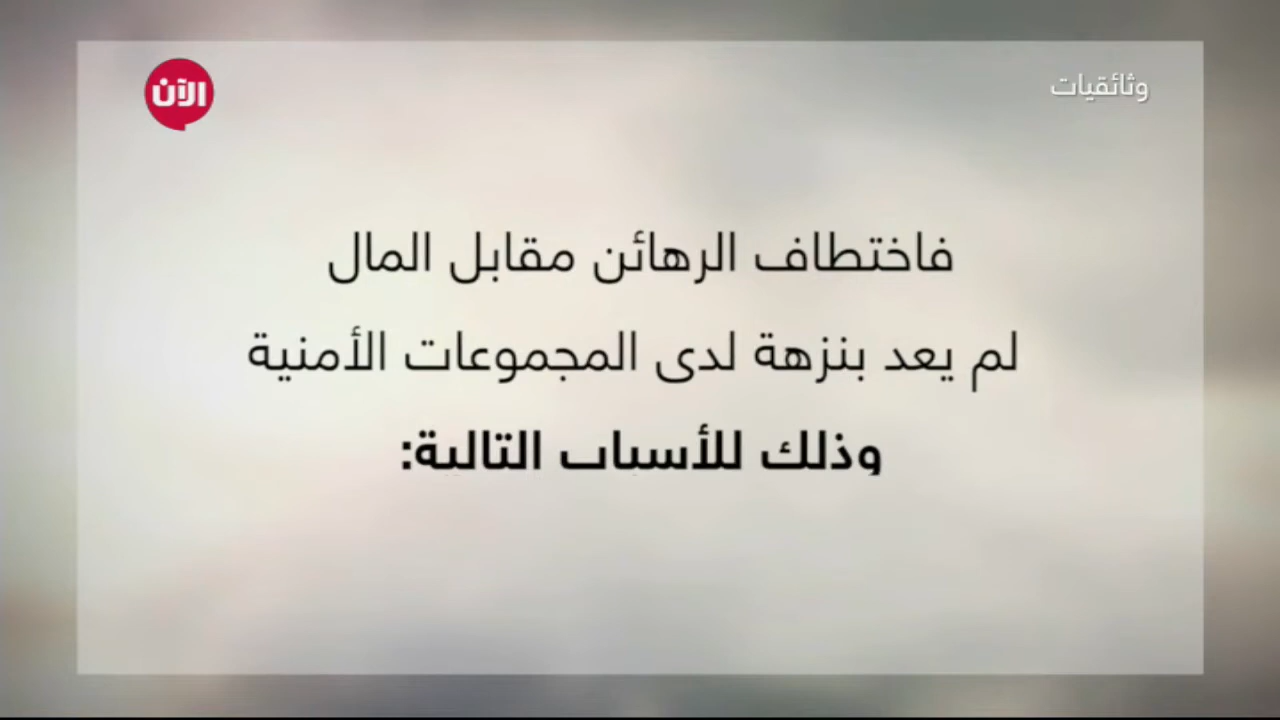 وثائقيات
الآن
فاختطاف الرهائن مقابل المال
لم يعد بنزهة لدى المجموعات الأمنية
وذلك للأسباب التالية: